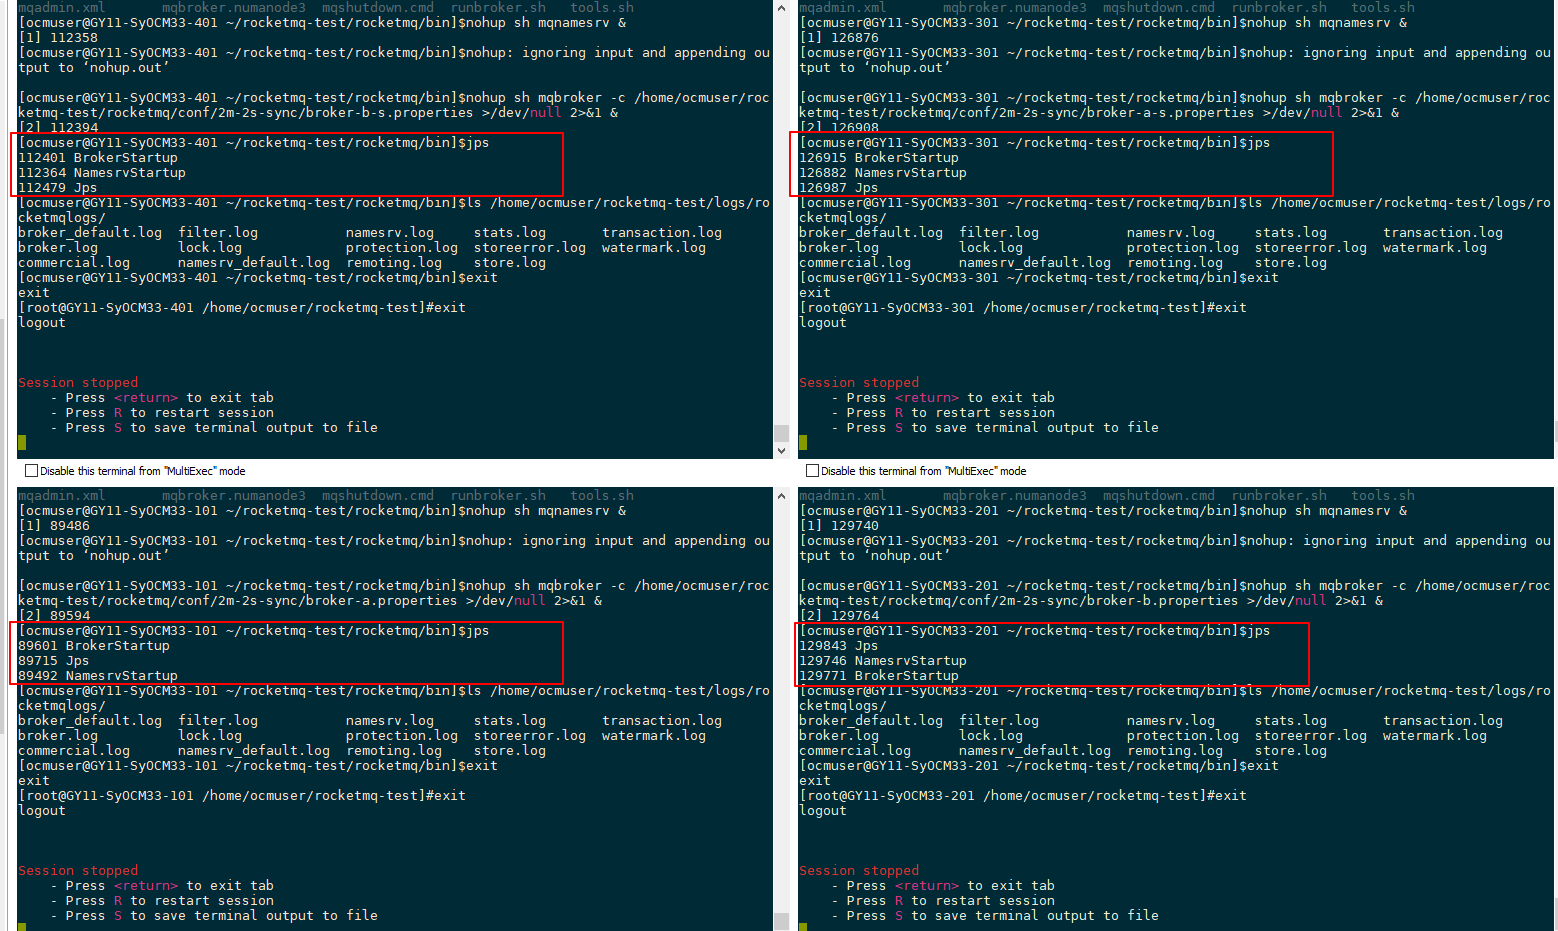 mqadmin.xml       mqbroker.numanode3  mqshutdown.cmd  runbroker.sh   tools.sh
[ocmuser@GY11-SyOCM33-401 ~/rocketmq-test/rocketmq/bin]$nohup sh mqnamesrv &
[1] 112358
[ocmuser@GY11-SyOCM33-401 ~/rocketmq-test/rocketmq/bin]$nohup: ignoring input and appending ou
tput to ‘nohup.out’
[ocmuser@GY11-SyOCM33-401 ~/rocketmq-test/rocketmq/bin]$nohup sh mqbroker -c /home/ocmuser/roc
ketmq-test/rocketmq/conf/2m-2s-sync/broker-b-s.properties >/dev/null 2>&1 &
[2] 112394
[ocmuser@GY11-SyOCM33-401 ~/rocketmq-test/rocketmq/bin]$jps
112401 BrokerStartup
112364 NamesrvStartup
112479 Jps
[ocmuser@GY11-SyOCM33-401 ~/rocketmq-test/rocketmq/bin]$ls /home/ocmuser/rocketmq-test/logs/ro
cketmqlogs/
broker_default.log  filter.log           namesrv.log     stats.log       transaction.log
broker.log          lock.log             protection.log  storeerror.log  watermark.log
commercial.log      namesrv_default.log  remoting.log    store.log
[ocmuser@GY11-SyOCM33-401 ~/rocketmq-test/rocketmq/bin]$exit
exit
[root@GY11-SyOCM33-401 /home/ocmuser/rocketmq-test]#exit
logout
Session stopped
- Press <return> to exit tab
- Press R to restart session
- Press S to save terminal output to file
Disable this terminal from "MultiExec" mode
mqadmin.xml       mqbroker.numanode3  mqshutdown.cmd  runbroker.sh   tools.sh
[ocmuser@GY11-SyOCM33-301 ~/rocketmq-test/rocketmq/bin]$nohup sh mqnamesrv &
[1] 126876
[ocmuser@GY11-SyOCM33-301 ~/rocketmq-test/rocketmq/bin]$nohup: ignoring input and appending ou
tput to ‘nohup.out’
[ocmuser@GY11-SyOCM33-301 ~/rocketmq-test/rocketmq/bin]$nohup sh mqbroker -c /home/ocmuser/roc
ketmq-test/rocketmq/conf/2m-2s-sync/broker-a-s.properties >/dev/null 2>&1 &
[2] 126908
[ocmuser@GY11-SyOCM33-301 ~/rocketmq-test/rocketmq/bin]$jps
126915 BrokerStartup
126882 NamesrvStartup
126987 Jps
[ocmuser@GY11-SyOCM33-301 ~/rocketmq-test/rocketmq/bin]$ls /home/ocmuser/rocketmq-test/logs/ro
cketmqlogs/
broker_default.log  filter.log           namesrv.log     stats.log       transaction.log
broker.log          lock.log             protection.log  storeerror.log  watermark.log
commercial.log      namesrv_default.log  remoting.log    store.log
[ocmuser@GY11-SyOCM33-301 ~/rocketmq-test/rocketmq/bin]$exit
exit
[root@GY11-SyOCM33-301 /home/ocmuser/rocketmq-test]#exit
logout
Session stopped
- Press <return> to exit tab
- Press R to restart session
- Press S to save terminal output to file
Disable this terminal from "MultiExec" mode
mqadmin.xml       mqbroker.numanode3  mqshutdown.cmd  runbroker.sh   tools.sh
[ocmuser@GY11-SyOCM33-101 ~/rocketmq-test/rocketmq/bin]$nohup sh mqnamesrv &
[1] 89486
[ocmuser@GY11-SyOCM33-101 ~/rocketmq-test/rocketmq/bin]$nohup: ignoring input and appending ou
tput to ‘nohup.out’
[ocmuser@GY11-SyOCM33-101 ~/rocketmq-test/rocketmq/bin]$nohup sh mqbroker -c /home/ocmuser/roc
ketmq-test/rocketmq/conf/2m-2s-sync/broker-a.properties >/dev/null 2>&1 &
[2] 89594
[ocmuser@GY11-SyOCM33-101 ~/rocketmq-test/rocketmq/bin]$jps
89601 BrokerStartup
89715 Jps
89492 NamesrvStartup
[ocmuser@GY11-SyOCM33-101 ~/rocketmq-test/rocketmq/bin]$ls /home/ocmuser/rocketmq-test/logs/ro
cketmqlogs/
broker_default.log  filter.log           namesrv.log     stats.log       transaction.log
broker.log          lock.log             protection.log  storeerror.log  watermark.log
commercial.log      namesrv_default.log  remoting.log    store.log
[ocmuser@GY11-SyOCM33-101 ~/rocketmq-test/rocketmq/bin]$exit
exit
[root@GY11-SyOCM33-101 /home/ocmuser/rocketmq-test]#exit
logout
Session stopped
- Press <return> to exit tab
- Press R to restart session
- Press S to save terminal output to file
mqadmin.xml       mqbroker.numanode3  mqshutdown.cmd  runbroker.sh   tools.sh
[ocmuser@GY11-SyOCM33-201 ~/rocketmq-test/rocketmq/bin]$nohup sh mqnamesrv &
[1] 129740
[ocmuser@GY11-SyOCM33-201 ~/rocketmq-test/rocketmq/bin]$nohup: ignoring input and appending ou
tput to ‘nohup.out’
[ocmuser@GY11-SyOCM33-201 ~/rocketmq-test/rocketmq/bin]$nohup sh mqbroker -c /home/ocmuser/roc
ketmq-test/rocketmq/conf/2m-2s-sync/broker-b.properties >/dev/null 2>&1 &
[2] 129764
[ocmuser@GY11-SyOCM33-201 ~/rocketmq-test/rocketmq/bin]$jps
129843 Jps
129746 NamesrvStartup
129771 BrokerStartup
[ocmuser@GY11-SyOCM33-201 ~/rocketmq-test/rocketmq/bin]$ls /home/ocmuser/rocketmq-test/logs/ro
cketmqlogs/
broker_default.log  filter.log           namesrv.log     stats.log       transaction.log
broker.log          lock.log             protection.log  storeerror.log  watermark.log
commercial.log      namesrv_default.log  remoting.log    store.log
[ocmuser@GY11-SyOCM33-201 ~/rocketmq-test/rocketmq/bin]$exit
exit
[root@GY11-SyOCM33-201 /home/ocmuser/rocketmq-test]#exit
logout
Session stopped
- Press <return> to exit tab
- Press R to restart session
- Press S to save terminal output to file